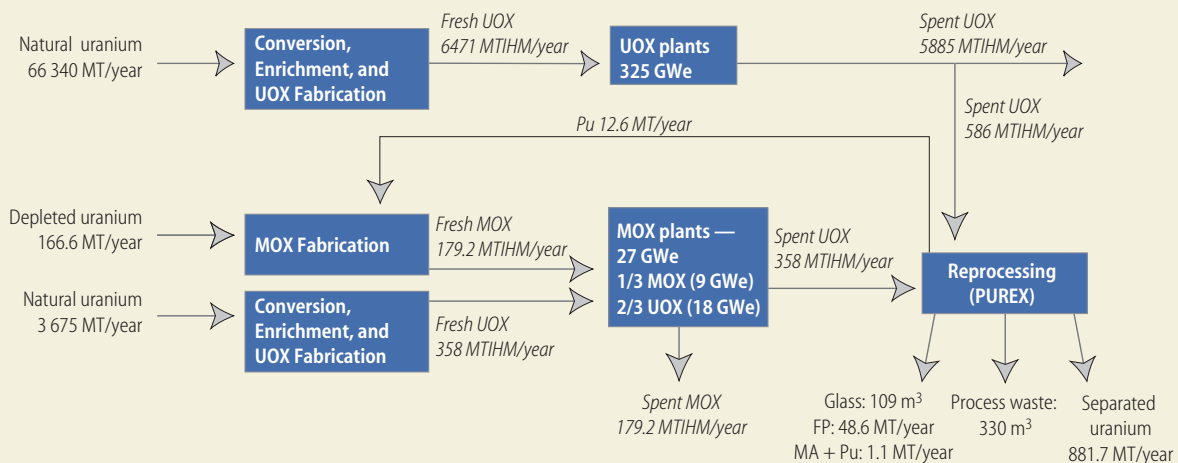 Natural uranium
66 340 MT/year
Conversion,
Enrichment, and
UOX Fabrication
Fresh UOX
6471 MTIHM/year
UOX plants
325 GWe
Spent UOX
5885 MTIHM/year
Spent UOX
586 MTIHM/year
Pu 12.6 MT/year
Depleted uranium
166.6 MT/year
MOX Fabrication
Fresh MOX
179.2 MTIHM/year
Natural uranium
3 675 MT/year
Conversion,
Enrichment, and
UOX Fabrication
Fresh UOX
358 MTIHM/year
MOX plants —
27 GWe
1/3 MOX (9 GWe)
2/3 UOX (18 GWe)
Spent UOX
358 MTIHM/year
Reprocessing
(PUREX)
Spent MOX
179.2 MTIHM/year
Glass: 109 m³
FP: 48.6 MT/year
MA + Pu: 1.1 MT/year
Process waste:
330 m³
Separated
uranium
881.7 MT/year